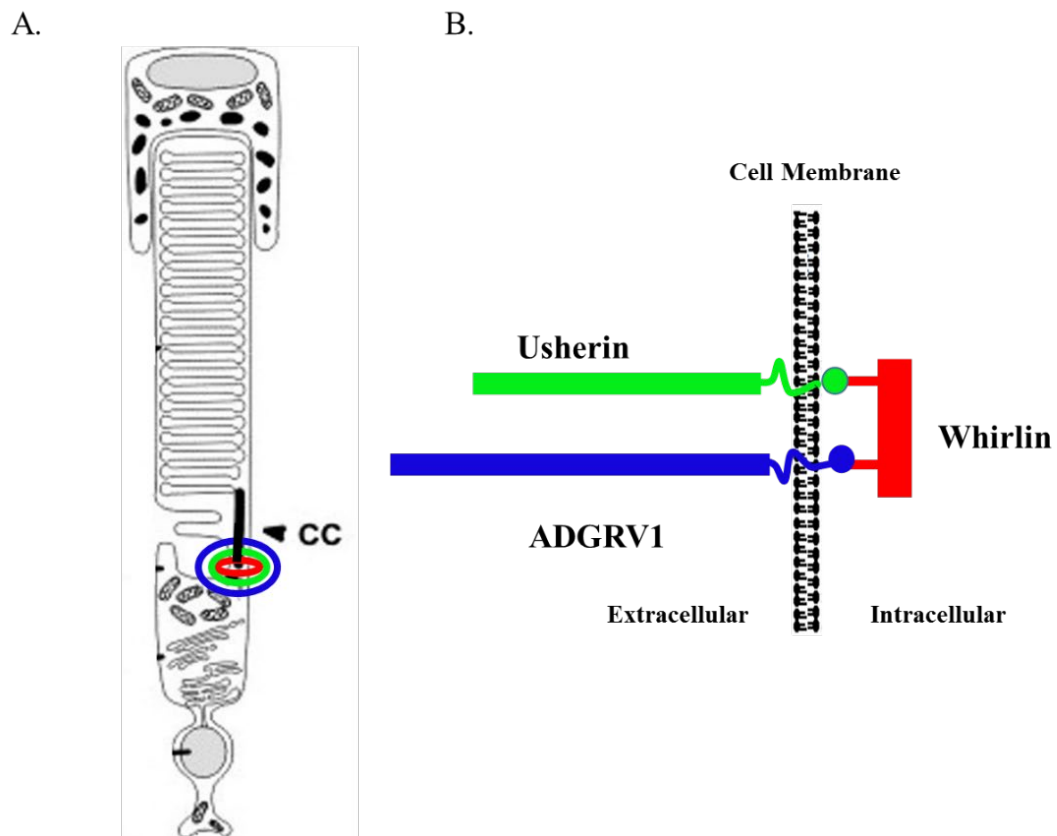 A.
B.
CC
Cell Membrane
Usherin
Whirlin
ADGRV1
Extracellular
Intracellular